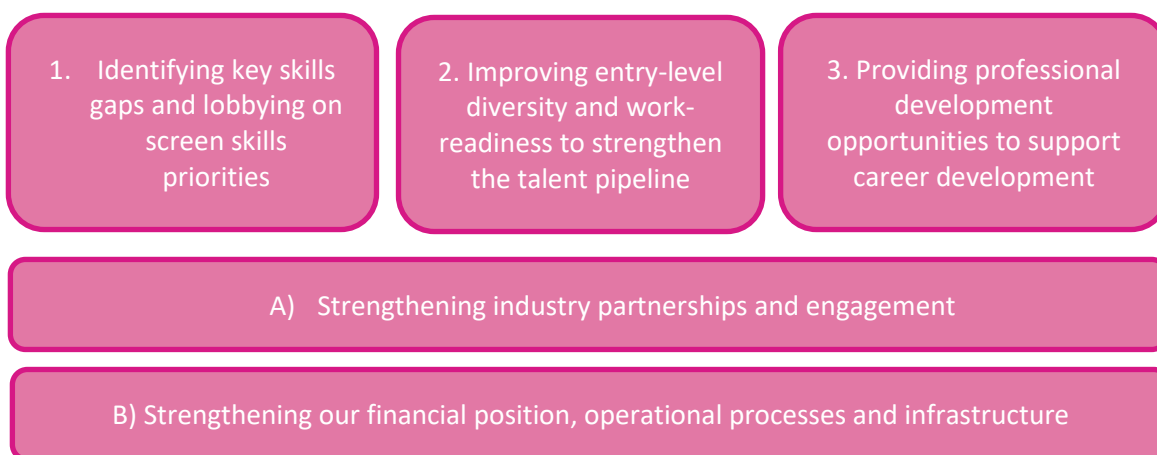 1. Identifying key skills
gaps and lobbying on
screen skills
priorities
2. Improving entry-level
diversity and work-
readiness to strengthen
the talent pipeline
3. Providing professional
development
opportunities to support
career development
A) Strengthening industry partnerships and engagement
B) Strengthening our financial position, operational processes and infrastructure